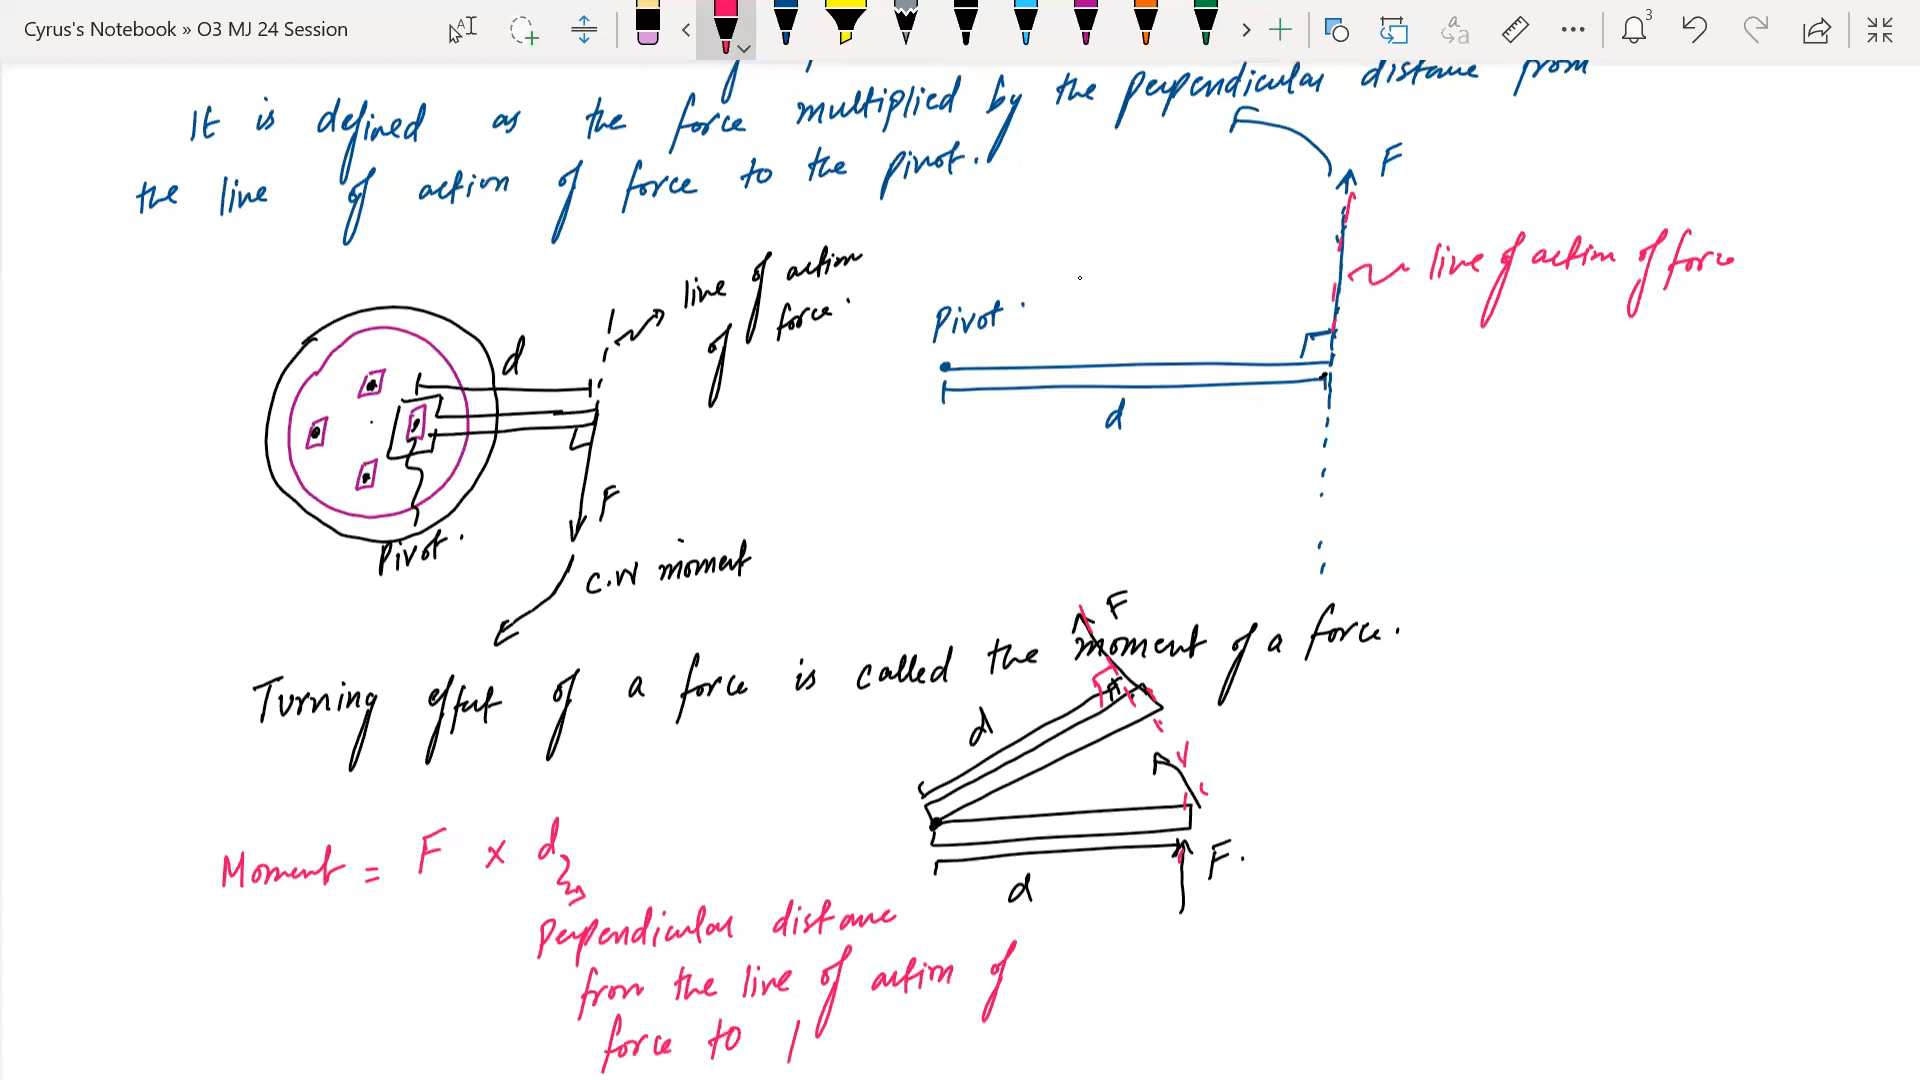 Cyrus's Notebook » O3 MJ 24 Session
3
It is defined as the force multiplied by the perpendicular distance from
the line of action of force to the pivot.
F
line of action of force
line of action
of force.
Pivot.
d
d
F
Pivot.
C.W moment
F
Turning effect of a force is called the moment of a force.
d
F.
d
Moment = F x d
Perpendicular distance
from the line of action of
force to